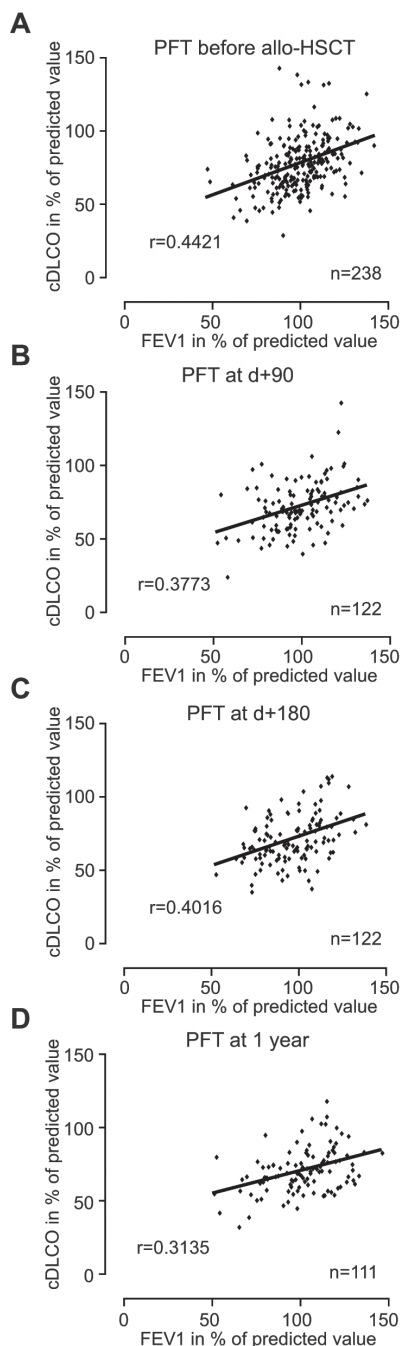 A
PFT before allo-HSCT
cDLCO in % of predicted value
150
100
50
0
r=0.4421
n=238
0 50 100 150
FEV1 in % of predicted value
B
PFT at d+90
cDLCO in % of predicted value
150
100
50
0
r=0.3773
n=122
0 50 100 150
FEV1 in % of predicted value
C
PFT at d+180
cDLCO in % of predicted value
150
100
50
0
r=0.4016
n=122
0 50 100 150
FEV1 in % of predicted value
D
PFT at 1 year
cDLCO in % of predicted value
150
100
50
0
r=0.3135
n=111
0 50 100 150
FEV1 in % of predicted value